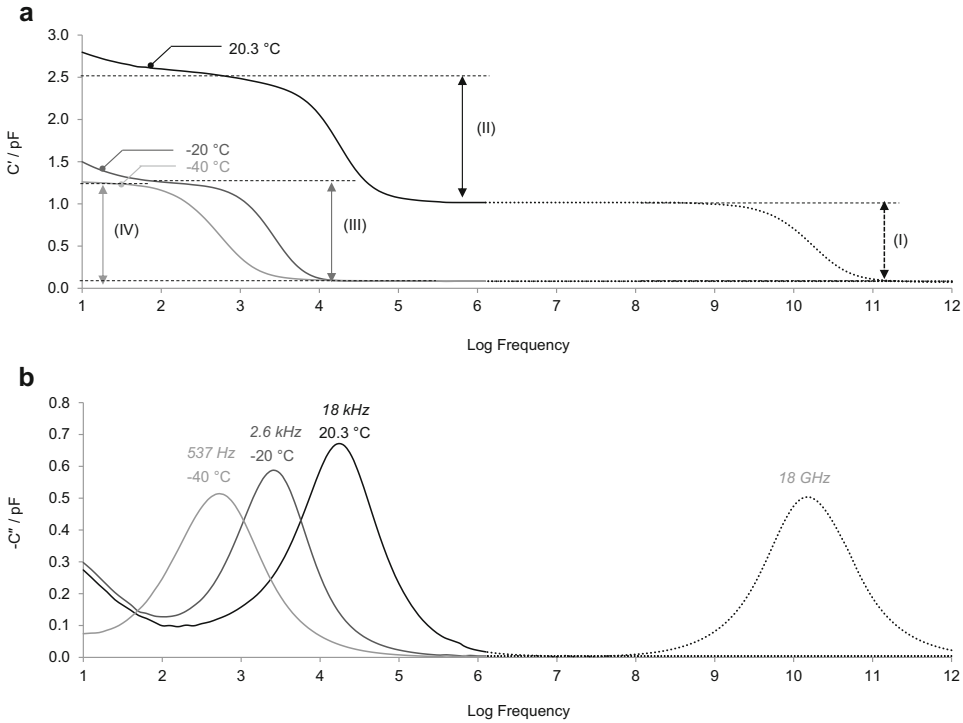 a
3.0
2.5
2.0
1.5
1.0
0.5
0.0
C′ / pF
20.3 °C
-20 °C
-40 °C
(II)
(IV)
(III)
(I)
1 2 3 4 5 6 7 8 9 10 11 12
Log Frequency
b
0.8
0.7
0.6
0.5
0.4
0.3
0.2
0.1
0.0
-C″ / pF
18 kHz
20.3 °C
2.6 kHz
-20 °C
537 Hz
-40 °C
18 GHz
1 2 3 4 5 6 7 8 9 10 11 12
Log Frequency